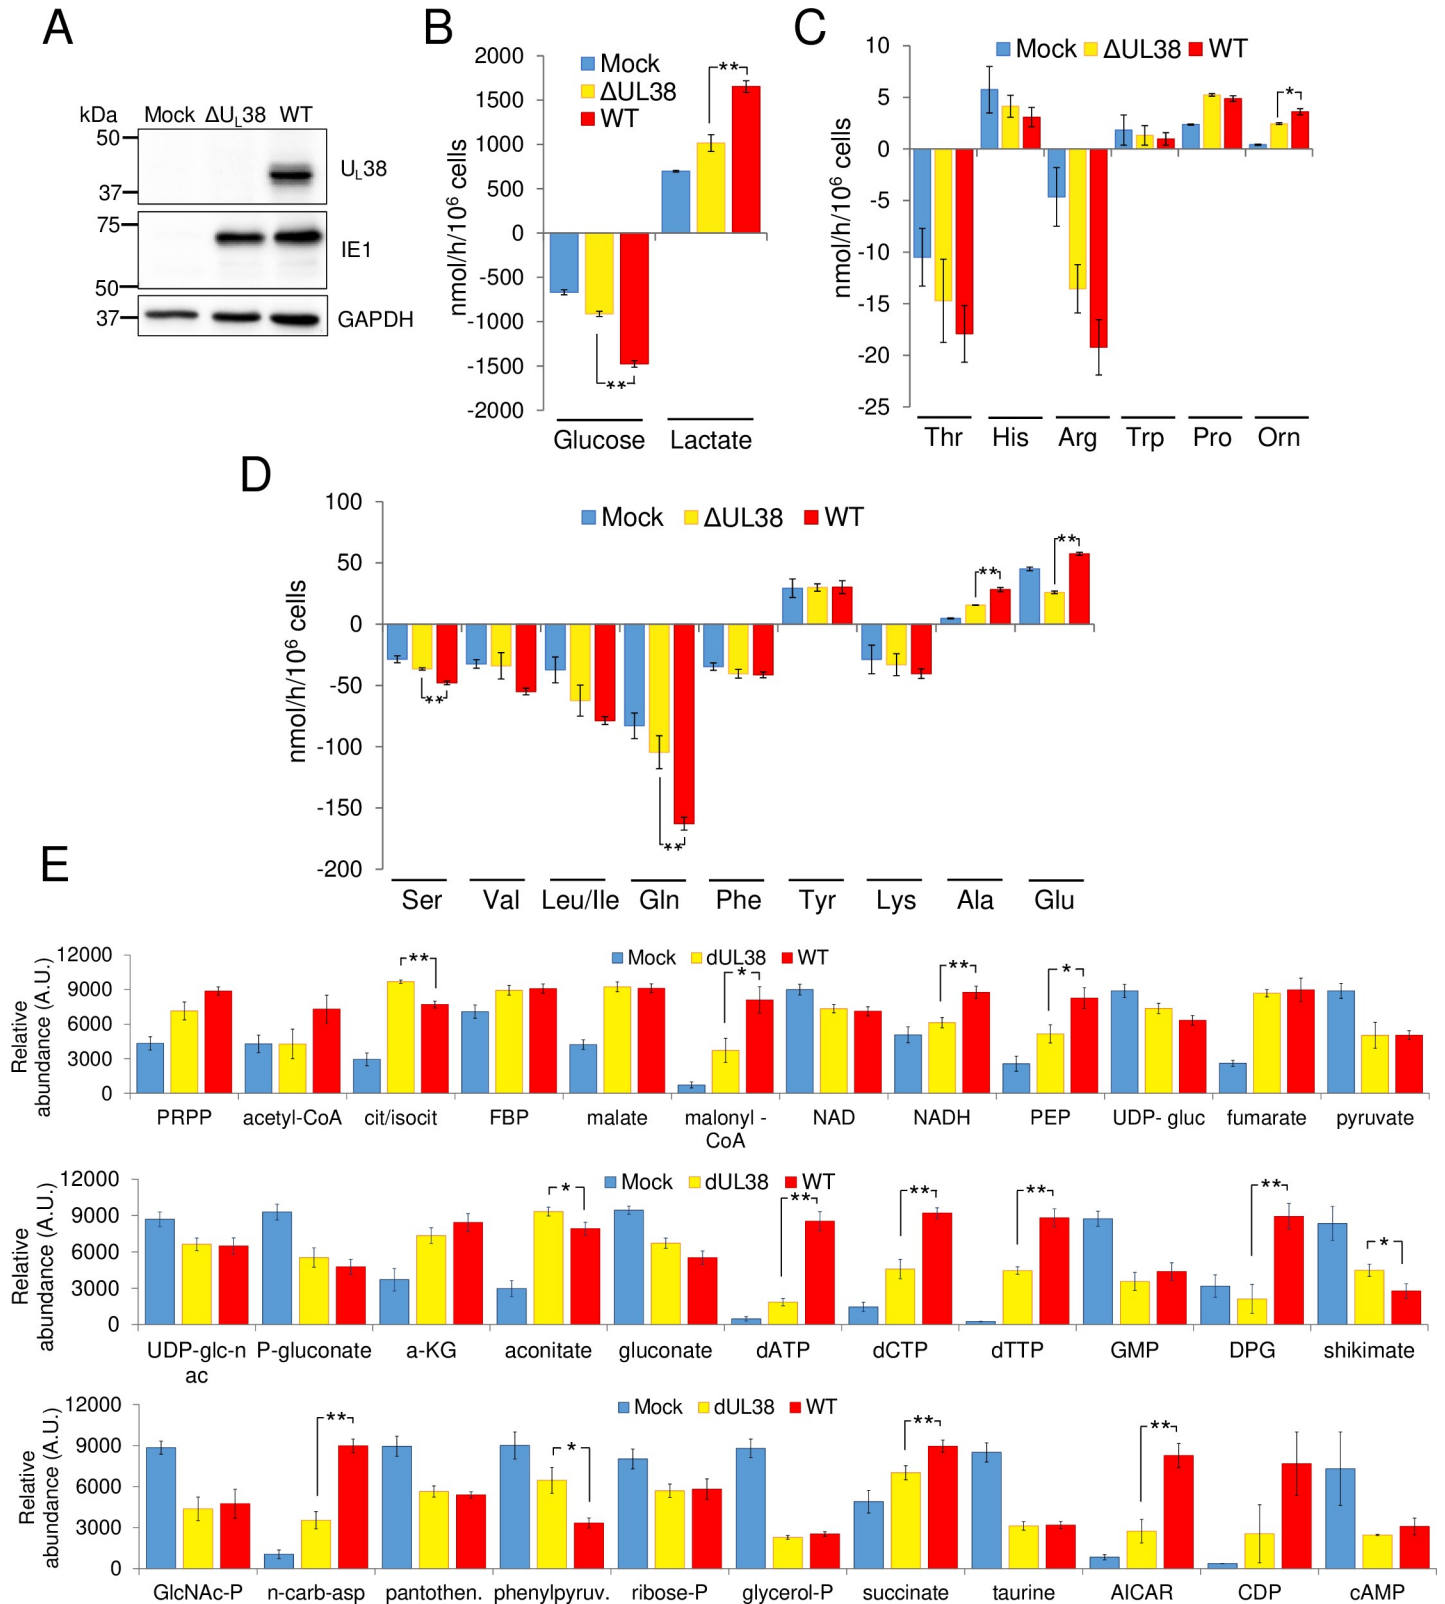 A
kDa Mock ΔUL38 WT
50
37
UL38
75
50
IE1
37
GAPDH
B
2000
1500
1000
500
0
-500
-1000
-1500
-2000
nmol/h/10⁶ cells
Mock
ΔUL38
WT
**
**
Glucose Lactate
C
10
5
0
-5
-10
-15
-20
-25
nmol/h/10⁶ cells
Mock ΔUL38 WT
*
Thr His Arg Trp Pro Orn
D
100
50
0
-50
-100
-150
-200
nmol/h/10⁶ cells
Mock ΔUL38 WT
** ** ** **
Ser Val Leu/Ile Gln Phe Tyr Lys Ala Glu
E
Relative
abundance (A.U.)
12000
9000
6000
3000
0
Mock dUL38 WT
** * ** *
PRPP acetyl-CoA cit/isocit FBP malate malonyl - NAD NADH PEP UDP- gluc fumarate pyruvate
CoA
Relative
abundance (A.U.)
12000
9000
6000
3000
0
Mock dUL38 WT
* ** ** ** ** *
UDP-glc-n P-gluconate a-KG aconitate gluconate dATP dCTP dTTP GMP DPG shikimate
ac
Relative
abundance (A.U.)
12000
9000
6000
3000
0
Mock dUL38 WT
** * ** **
GlcNAc-P n-carb-asp pantothen. phenylpyruv. ribose-P glycerol-P succinate taurine AICAR CDP cAMP